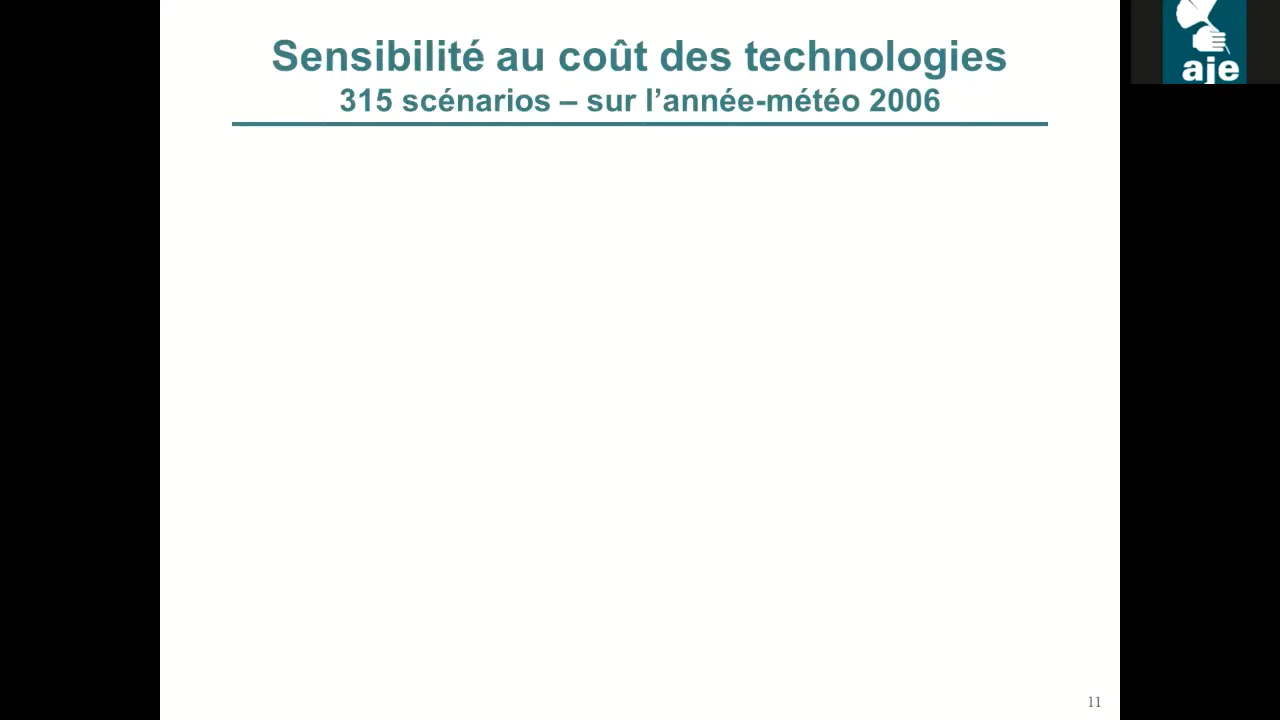 Sensibilité au coût des technologies
315 scénarios – sur l’année-météo 2006
aje
11